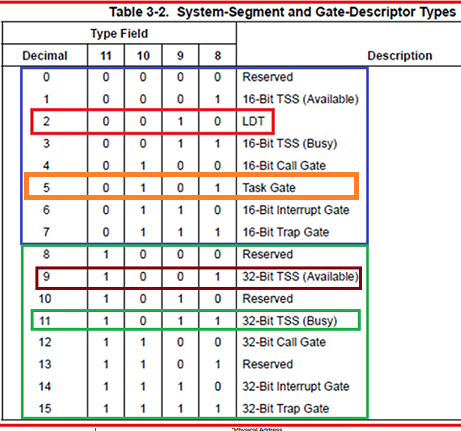 Table 3-2. System-Segment and Gate-Descriptor Types
Type Field
Decimal 11 10 9 8 Description
0 0 0 0 0 Reserved
1 0 0 0 1 16-Bit TSS (Available)
2 0 0 1 0 LDT
3 0 0 1 1 16-Bit TSS (Busy)
4 0 1 0 0 16-Bit Call Gate
5 0 1 0 1 Task Gate
6 0 1 1 0 16-Bit Interrupt Gate
7 0 1 1 1 16-Bit Trap Gate
8 1 0 0 0 Reserved
9 1 0 0 1 32-Bit TSS (Available)
10 1 0 1 0 Reserved
11 1 0 1 1 32-Bit TSS (Busy)
12 1 1 0 0 32-Bit Call Gate
13 1 1 0 1 Reserved
14 1 1 1 0 32-Bit Interrupt Gate
15 1 1 1 1 32-Bit Trap Gate